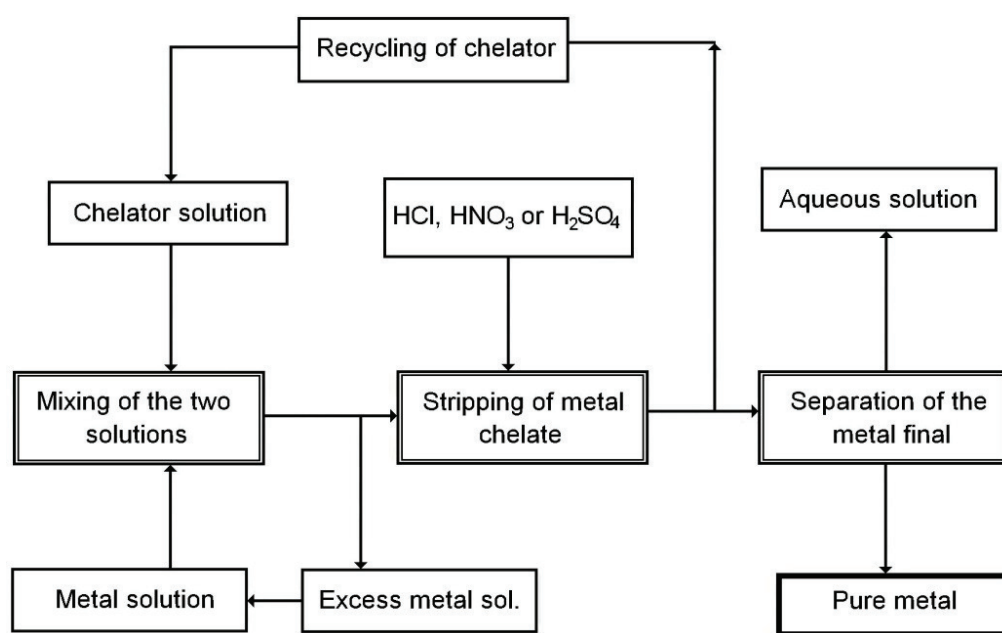 Recycling of chelator
Chelator solution
HCl, HNO₃ or H₂SO₄
Aqueous solution
Mixing of the two
solutions
Stripping of metal
chelate
Separation of the
metal final
Metal solution
Excess metal sol.
Pure metal